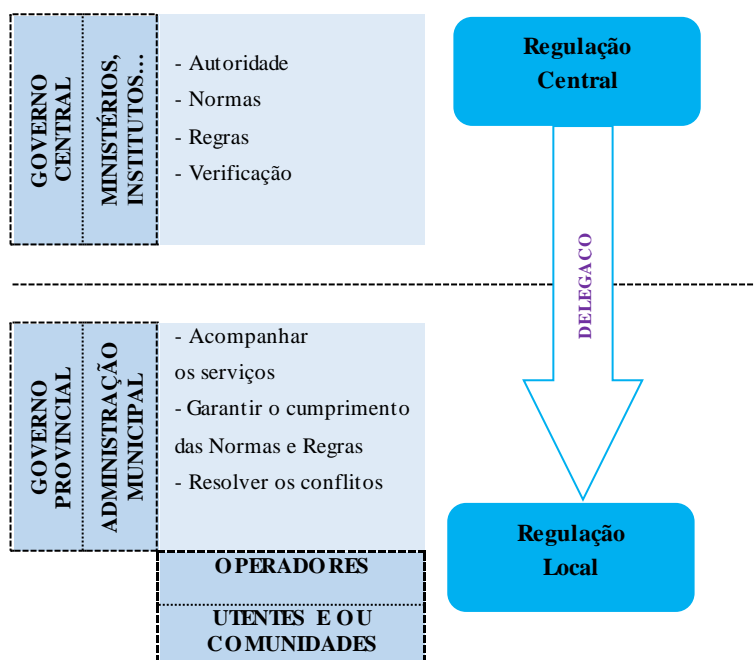 GOVERNO
CENTRAL
MINISTÉRIOS,
INSTITUTOS...
- Autoridade
- Normas
- Regras
- Verificação
Regulação
Central
DELEGACO
GOVERNO
PROVINCIAL
ADMINISTRAÇÃO
MUNICIPAL
- Acompanhar
os serviços
- Garantir o cumprimento
das Normas e Regras
- Resolver os conflitos
Regulação
Local
OPERADORES
UTENTES E OU
COMUNIDADES